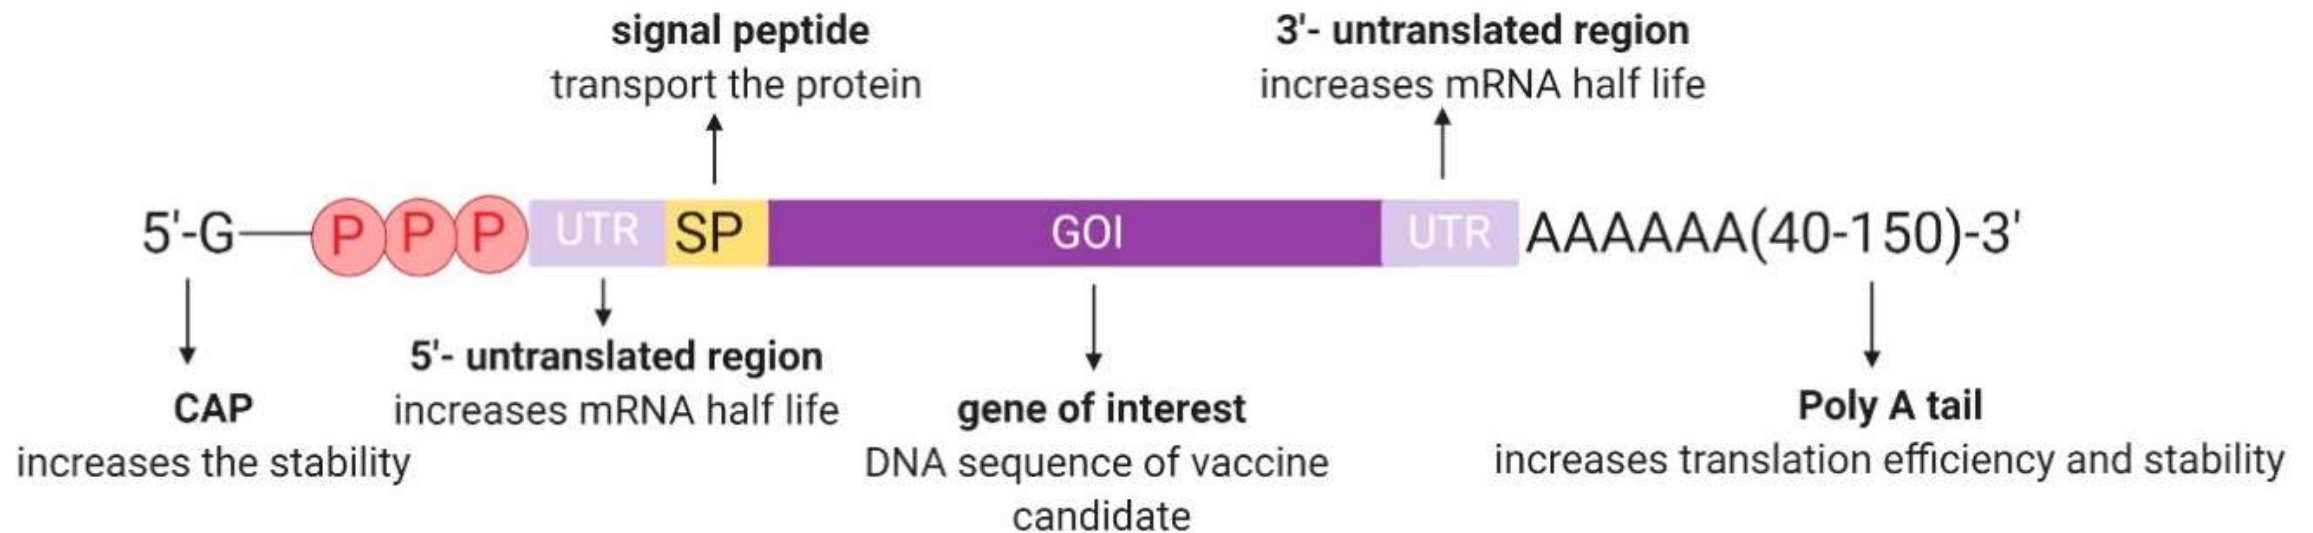 signal peptide
transport the protein
3'- untranslated region
increases mRNA half life
5'-G
P
P
P
UTR
SP
GOI
UTR
AAAAAA(40-150)-3'
CAP
increases the stability
5'- untranslated region
increases mRNA half life
gene of interest
DNA sequence of vaccine
candidate
Poly A tail
increases translation efficiency and stability